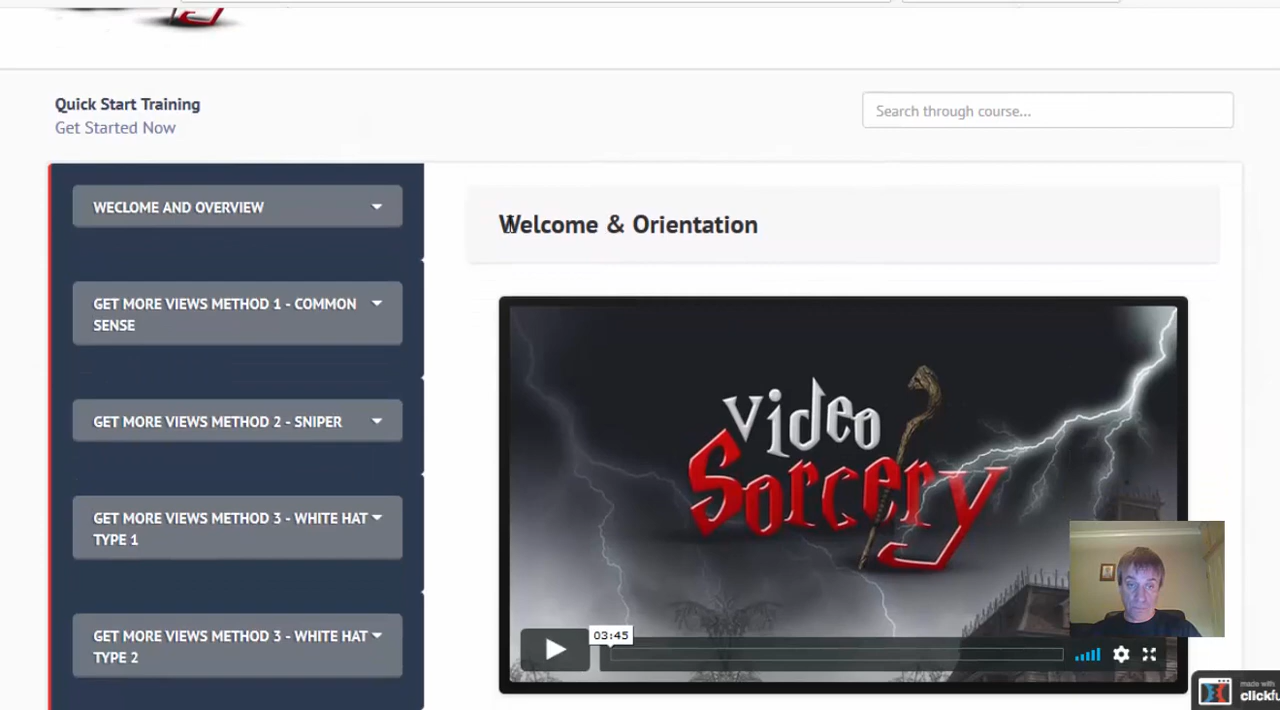 Quick Start Training
Get Started Now
Search through course...
WECLOME AND OVERVIEW
GET MORE VIEWS METHOD 1 - COMMON
SENSE
GET MORE VIEWS METHOD 2 - SNIPER
GET MORE VIEWS METHOD 3 - WHITE HAT
TYPE 1
GET MORE VIEWS METHOD 3 - WHITE HAT
TYPE 2
Welcome & Orientation
video
Sorcery
03:45
made with
clickfu